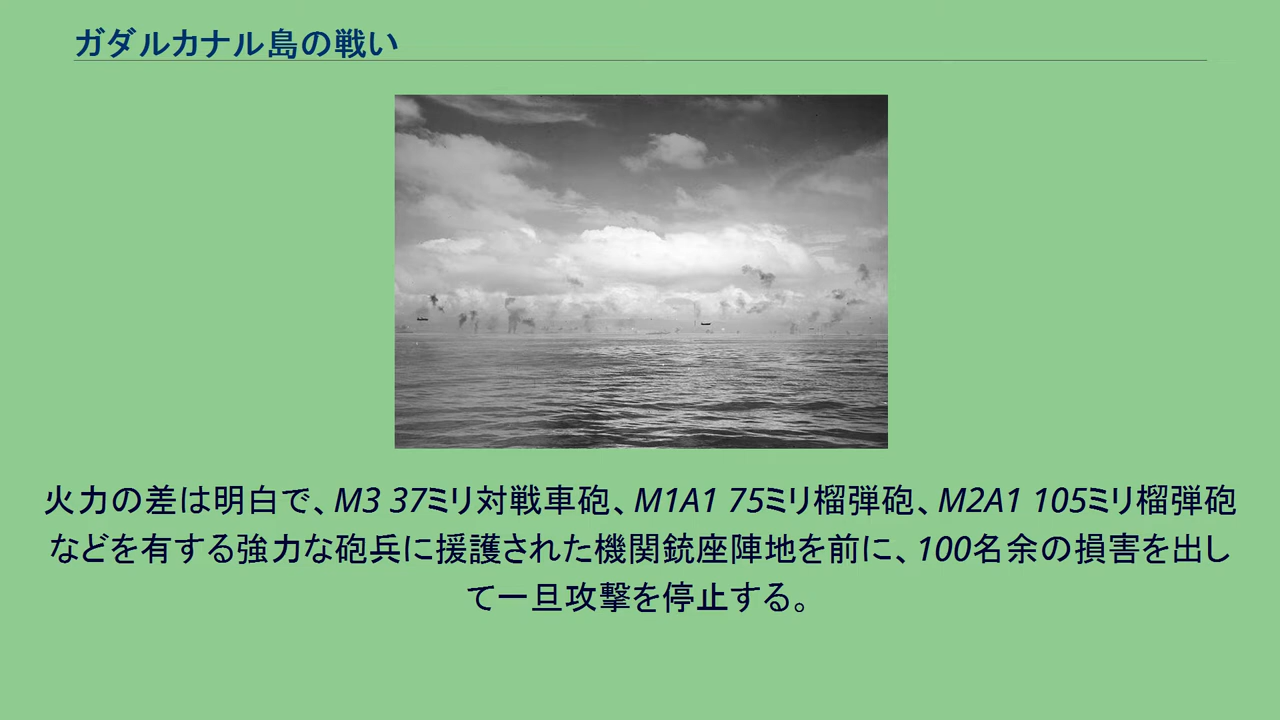 ガダルカナル島の戦い
火力の差は明白で、M3 37ミリ対戦車砲、M1A1 75ミリ榴弾砲、M2A1 105ミリ榴弾砲
などを有する強力な砲兵に援護された機関銃座陣地を前に、100名余の損害を出し
て一旦攻撃を停止する。